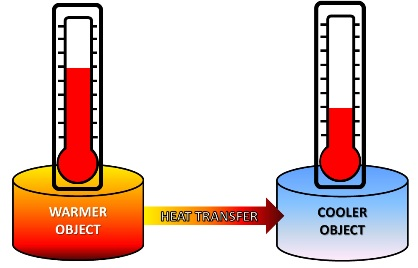 WARMER
OBJECT
HEAT TRANSFER
COOLER
OBJECT